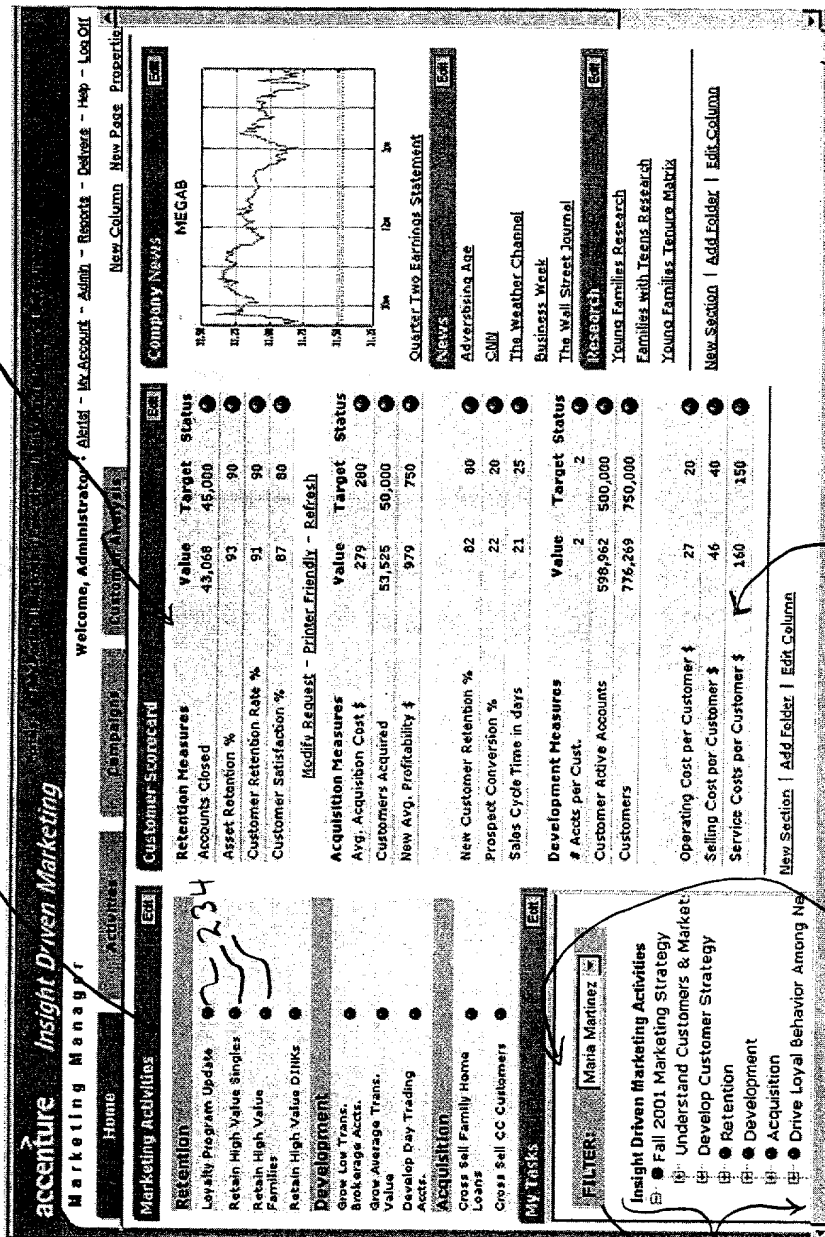 accenture Insight Driven Marketing
Marketing Manager
Welcome, Administrator! Alerts! - My Account - Admin - Reports - Delivers - Help - Log Off
Home Activities Campaigns Customer Analysis
New Column New Page Propertie
Marketing Activities Edit
Retention
Loyalty Program Update
Retain High Value Singles
Retain High Value
Families
Retain High Value DINKs
234
Development
Grow Low Trans.
Brokerage Accts.
Grow Average Trans.
Value
Develop Day Trading
Accts.
Acquisition
Cross Sell Family Home
Loans
Cross Sell CC Customers
My Tasks Edit
FILTER: Maria Martinez
Insight Driven Marketing Activities
Fall 2001 Marketing Strategy
Understand Customers & Market
Develop Customer Strategy
Retention
Development
Acquisition
Drive Loyal Behavior Among Ne
Customer Scorecard Edit
Retention Measures Value Target Status
Accounts Closed 43,068 45,000
Asset Retention % 93 90
Customer Retention Rate % 91 90
Customer Satisfaction % 87 80
Modify Request - Printer Friendly - Refresh
Acquisition Measures Value Target Status
Avg. Acquisition Cost $ 279 280
Customers Acquired 53,525 50,000
New Avg. Profitability $ 979 750
New Customer Retention % 82 80
Prospect Conversion % 22 20
Sales Cycle Time in days 21 25
Development Measures Value Target Status
# Accts per Cust. 2 2
Customer Active Accounts 598,962 500,000
Customers 776,269 750,000
Operating Cost per Customer $ 27 20
Selling Cost per Customer $ 46 40
Service Costs per Customer $ 160 150
New Section | Add Folder | Edit Column
Company News Edit
MEGAB
Quarter Two Earnings Statement
News Edit
Advertising Age
CNN
The Weather Channel
Business Week
The Wall Street Journal
Research Edit
Young Families Research
Families with Teens Research
Young Families Tenure Matrix
New Section | Add Folder | Edit Column